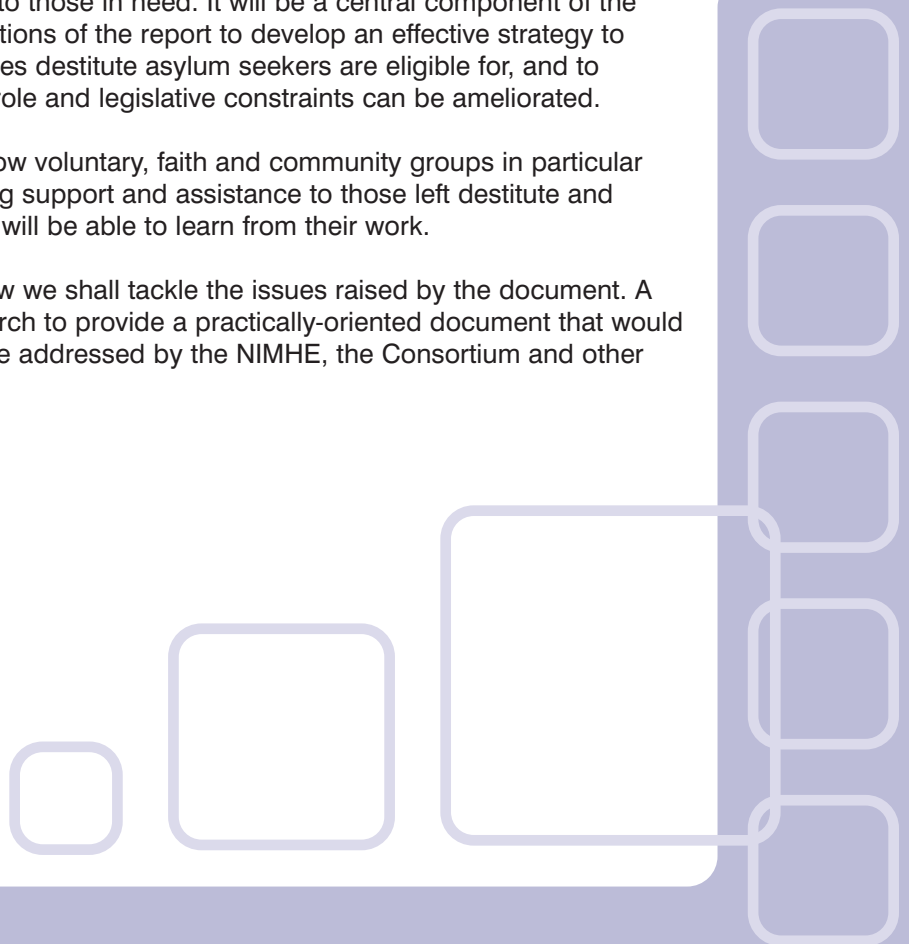 to those in need. It will be a central component of the
tions of the report to develop an effective strategy to
es destitute asylum seekers are eligible for, and to
role and legislative constraints can be ameliorated.
ow voluntary, faith and community groups in particular
g support and assistance to those left destitute and
will be able to learn from their work.
w we shall tackle the issues raised by the document. A
rch to provide a practically-oriented document that would
e addressed by the NIMHE, the Consortium and other